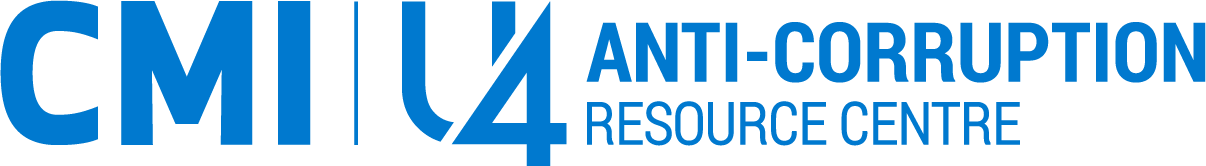 CMI U4 ANTI-CORRUPTION
RESOURCE CENTRE